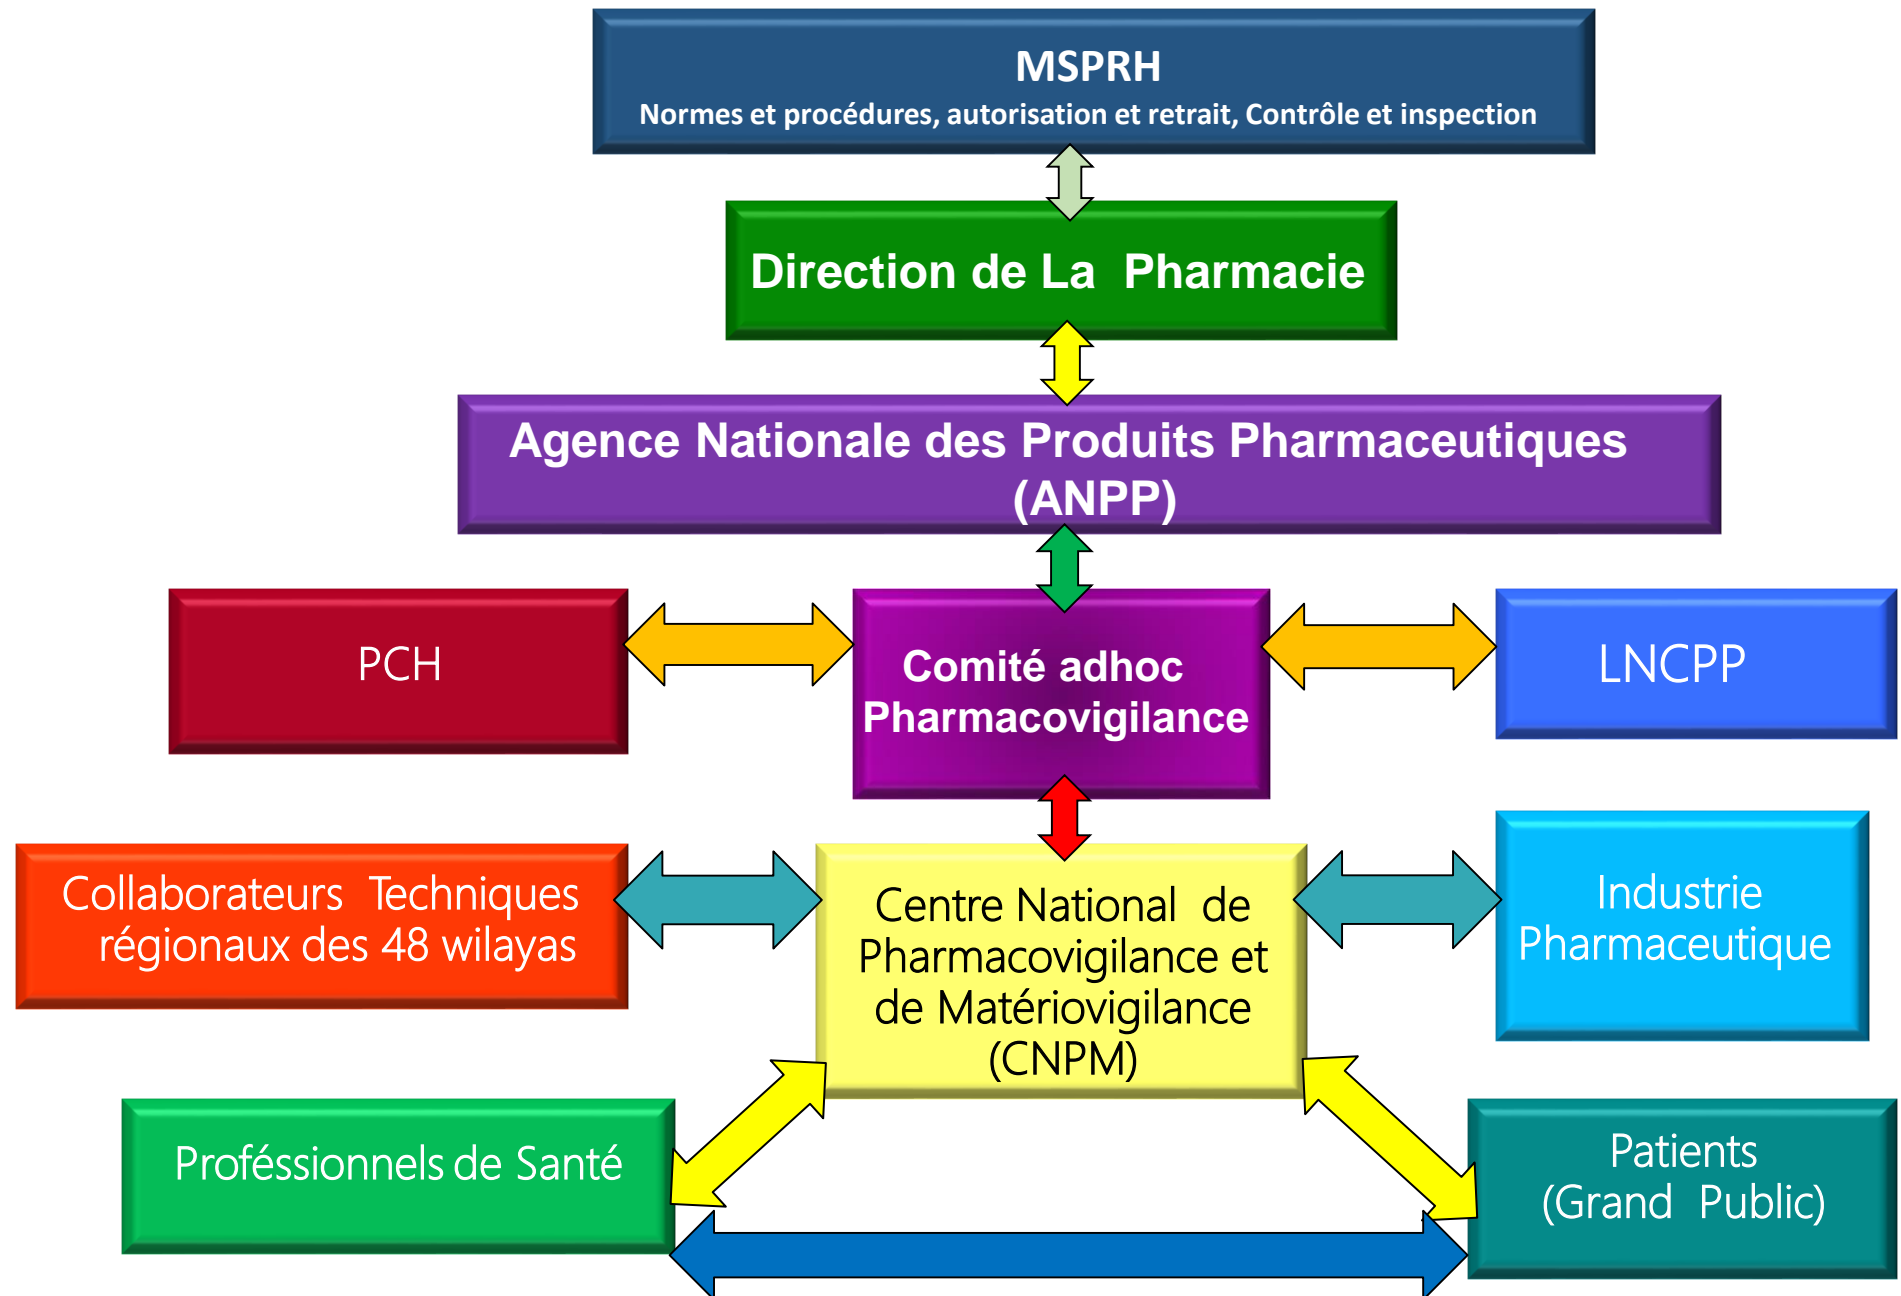 MSPRH
Normes et procédures, autorisation et retrait, Contrôle et inspection
Direction de La Pharmacie
Agence Nationale des Produits Pharmaceutiques
(ANPP)
PCH
Comité adhoc
Pharmacovigilance
LNCPP
Collaborateurs Techniques
régionaux des 48 wilayas
Centre National de
Pharmacovigilance et
de Matériovigilance
(CNPM)
Industrie
Pharmaceutique
Proféssionnels de Santé
Patients
(Grand Public)